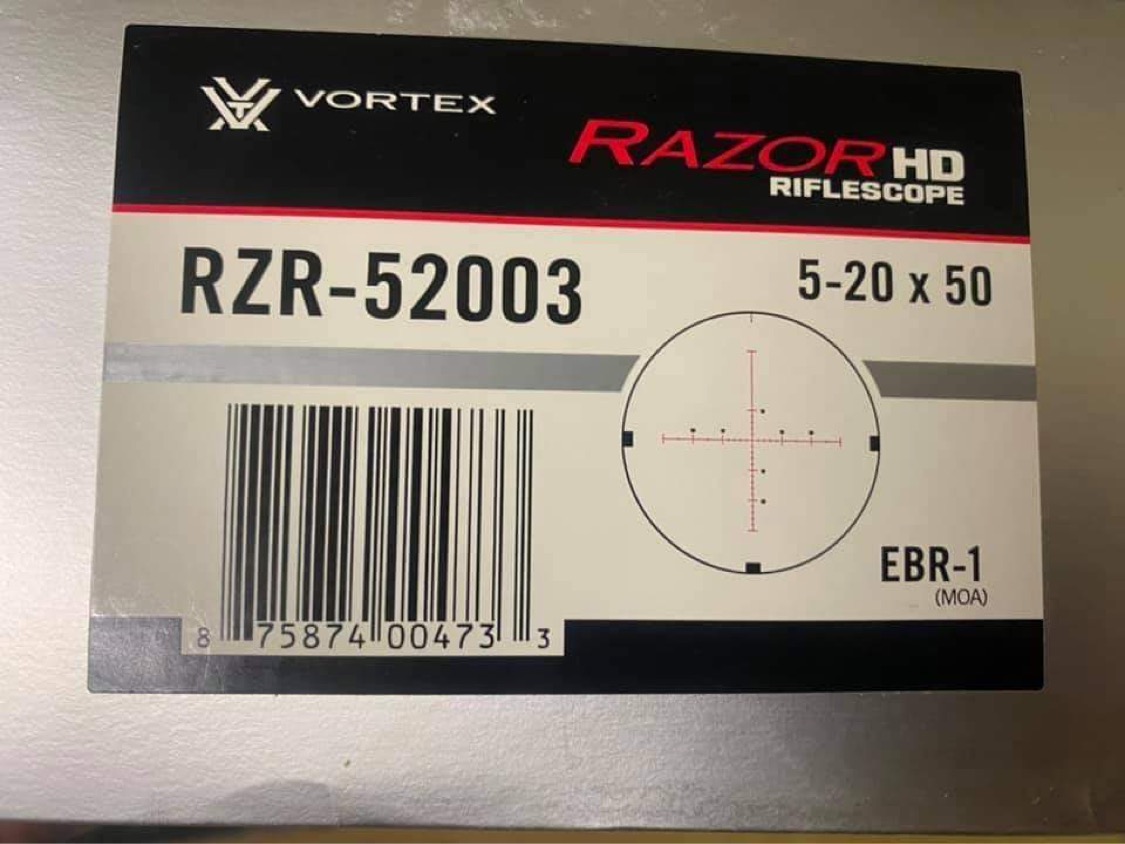 VORTEX
RAZOR HD
RIFLESCOPE
RZR-52003
5-20 x 50
EBR-1
(MOA)
8 75874 00473 3